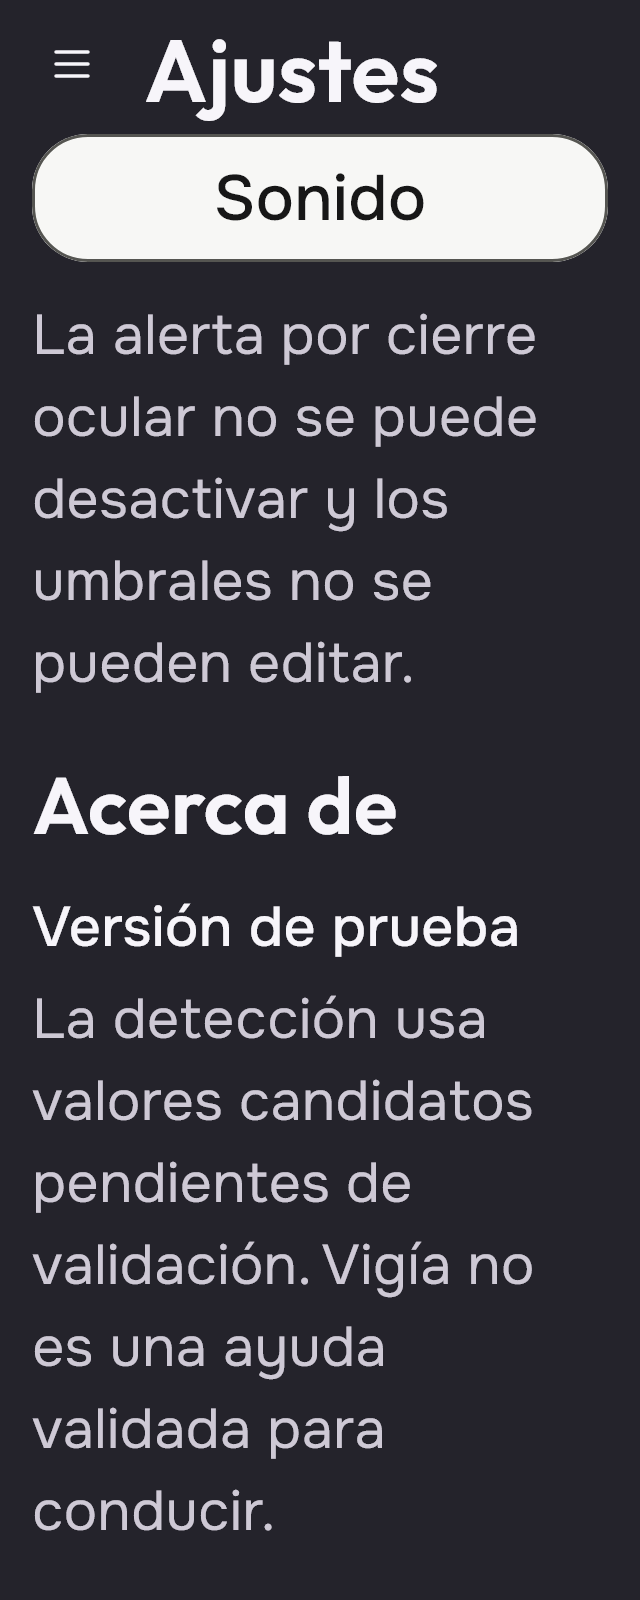 Ajustes
Sonido
La alerta por cierre
ocular no se puede
desactivar y los
umbrales no se
pueden editar.
Acerca de
Versión de prueba
La detección usa
valores candidatos
pendientes de
validación. Vigía no
es una ayuda
validada para
conducir.